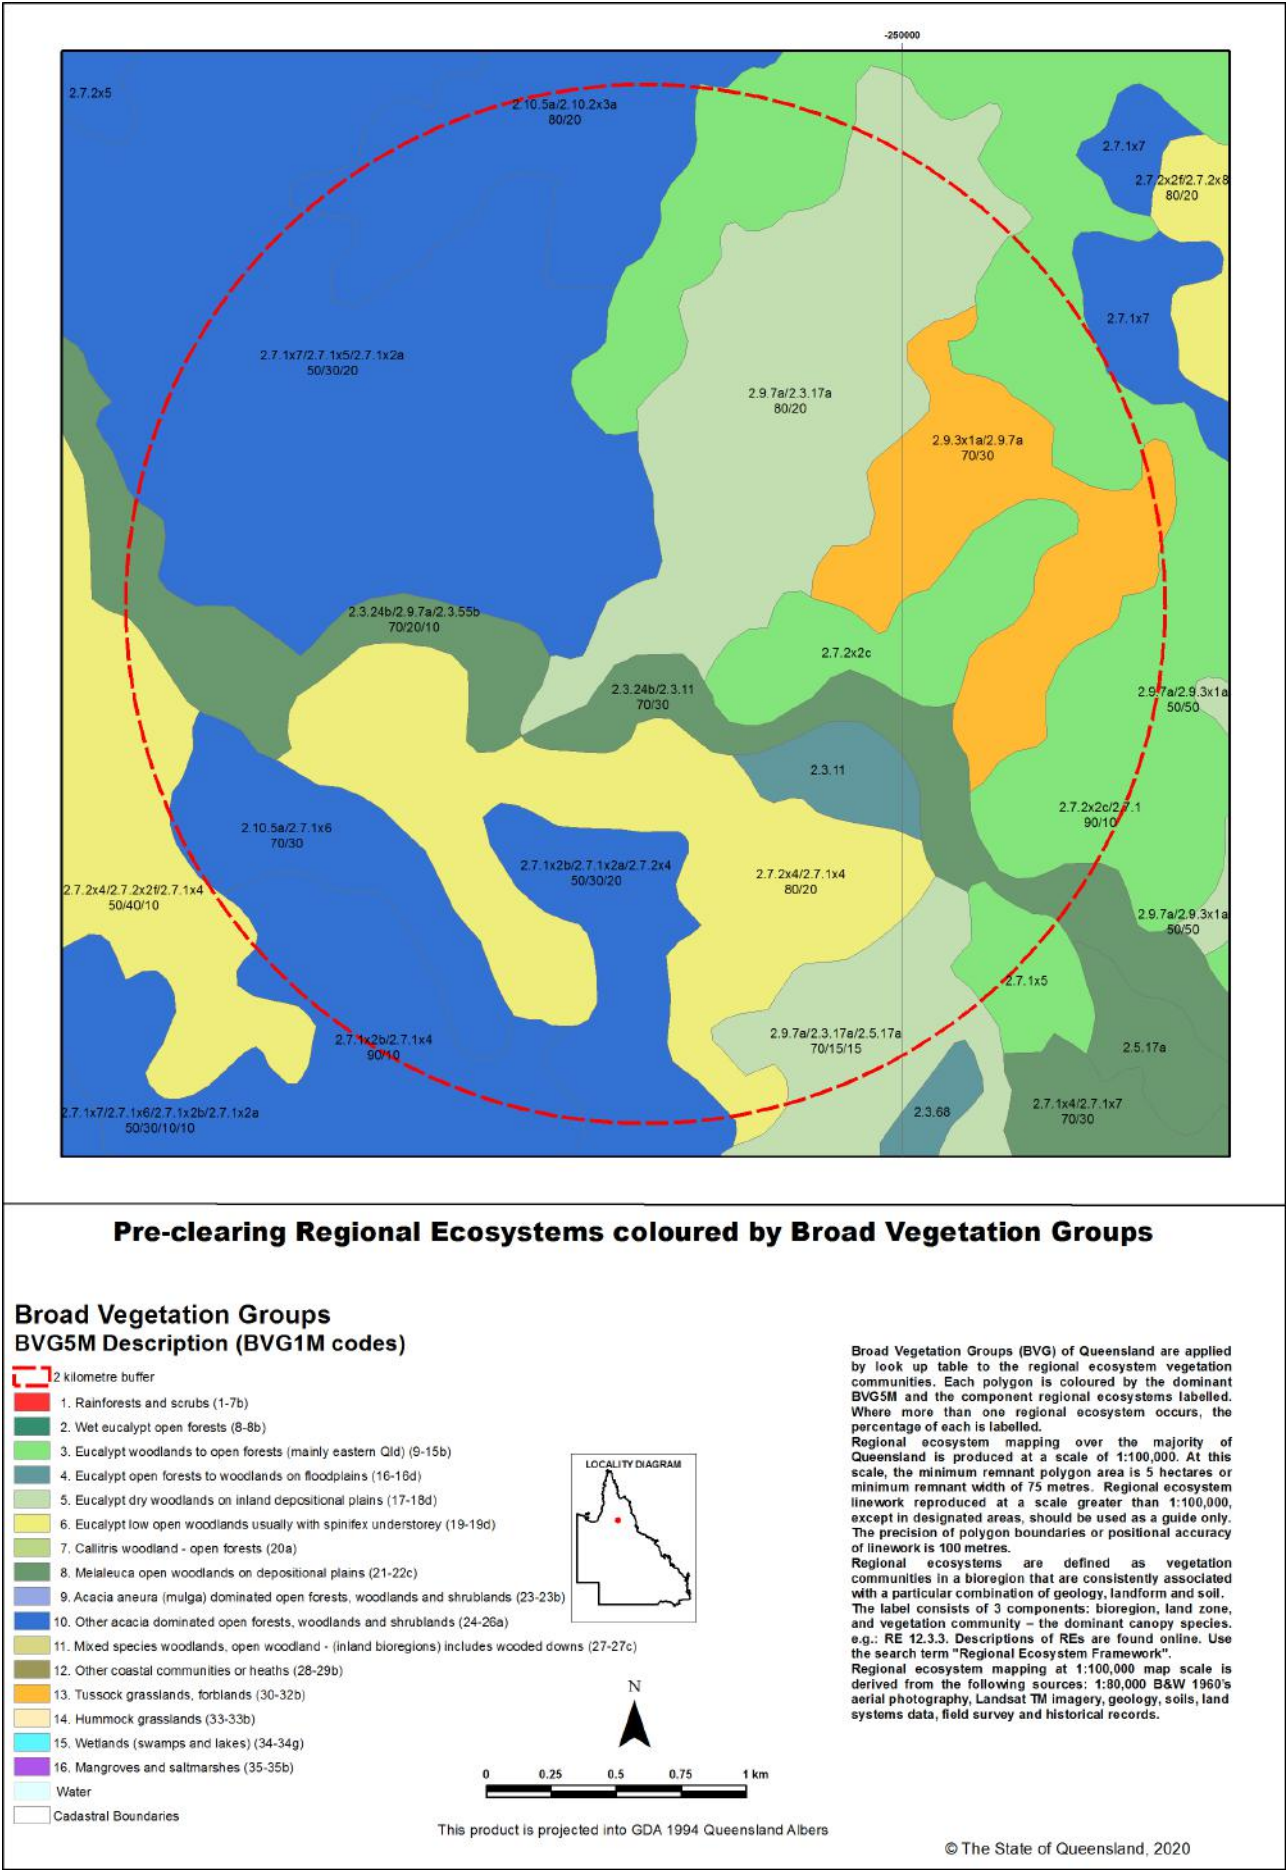 -250000
2.7.2x5
2.10.5a/2.10.2x3a
80/20
2.7.1x7
2.7.2x2f/2.7.2x8
80/20
2.7.1x7
2.7.1x7/2.7.1x5/2.7.1x2a
50/30/20
2.9.7a/2.3.17a
80/20
2.9.3x1a/2.9.7a
70/30
2.3.24b/2.9.7a/2.3.55b
70/20/10
2.7.2x2c
2.3.24b/2.3.11
70/30
2.9.7a/2.9.3x1a
50/50
2.3.11
2.7.2x2c/2.7.1
90/10
2.10.5a/2.7.1x6
70/30
2.7.1x2b/2.7.1x2a/2.7.2x4
50/30/20
2.7.2x4/2.7.1x4
80/20
2.7.2x4/2.7.2x2f/2.7.1x4
50/40/10
2.9.7a/2.9.3x1a
50/50
2.7.1x5
2.7.1x2b/2.7.1x4
90/10
2.9.7a/2.3.17a/2.5.17a
70/15/15
2.5.17a
2.7.1x7/2.7.1x6/2.7.1x2b/2.7.1x2a
50/30/10/10
2.3.68
2.7.1x4/2.7.1x7
70/30
Pre-clearing Regional Ecosystems coloured by Broad Vegetation Groups
Broad Vegetation Groups
BVG5M Description (BVG1M codes)
2 kilometre buffer
1. Rainforests and scrubs (1-7b)
2. Wet eucalypt open forests (8-8b)
3. Eucalypt woodlands to open forests (mainly eastern Qld) (9-15b)
4. Eucalypt open forests to woodlands on floodplains (16-16d)
5. Eucalypt dry woodlands on inland depositional plains (17-18d)
6. Eucalypt low open woodlands usually with spinifex understorey (19-19d)
7. Callitris woodland - open forests (20a)
8. Melaleuca open woodlands on depositional plains (21-22c)
9. Acacia aneura (mulga) dominated open forests, woodlands and shrublands (23-23b)
10. Other acacia dominated open forests, woodlands and shrublands (24-26a)
11. Mixed species woodlands, open woodland - (inland bioregions) includes wooded downs (27-27c)
12. Other coastal communities or heaths (28-29b)
13. Tussock grasslands, forblands (30-32b)
14. Hummock grasslands (33-33b)
15. Wetlands (swamps and lakes) (34-34g)
16. Mangroves and saltmarshes (35-35b)
Water
Cadastral Boundaries
LOCALITY DIAGRAM
N
0 0.25 0.5 0.75 1 km
This product is projected into GDA 1994 Queensland Albers
Broad Vegetation Groups (BVG) of Queensland are applied
by look up table to the regional ecosystem vegetation
communities. Each polygon is coloured by the dominant
BVG5M and the component regional ecosystems labelled.
Where more than one regional ecosystem occurs, the
percentage of each is labelled.
Regional ecosystem mapping over the majority of
Queensland is produced at a scale of 1:100,000. At this
scale, the minimum remnant polygon area is 5 hectares or
minimum remnant width of 75 metres. Regional ecosystem
linework reproduced at a scale greater than 1:100,000,
except in designated areas, should be used as a guide only.
The precision of polygon boundaries or positional accuracy
of linework is 100 metres.
Regional ecosystems are defined as vegetation
communities in a bioregion that are consistently associated
with a particular combination of geology, landform and soil.
The label consists of 3 components: bioregion, land zone,
and vegetation community – the dominant canopy species.
e.g.: RE 12.3.3. Descriptions of REs are found online. Use
the search term "Regional Ecosystem Framework".
Regional ecosystem mapping at 1:100,000 map scale is
derived from the following sources: 1:80,000 B&W 1960's
aerial photography, Landsat TM imagery, geology, soils, land
systems data, field survey and historical records.
© The State of Queensland, 2020